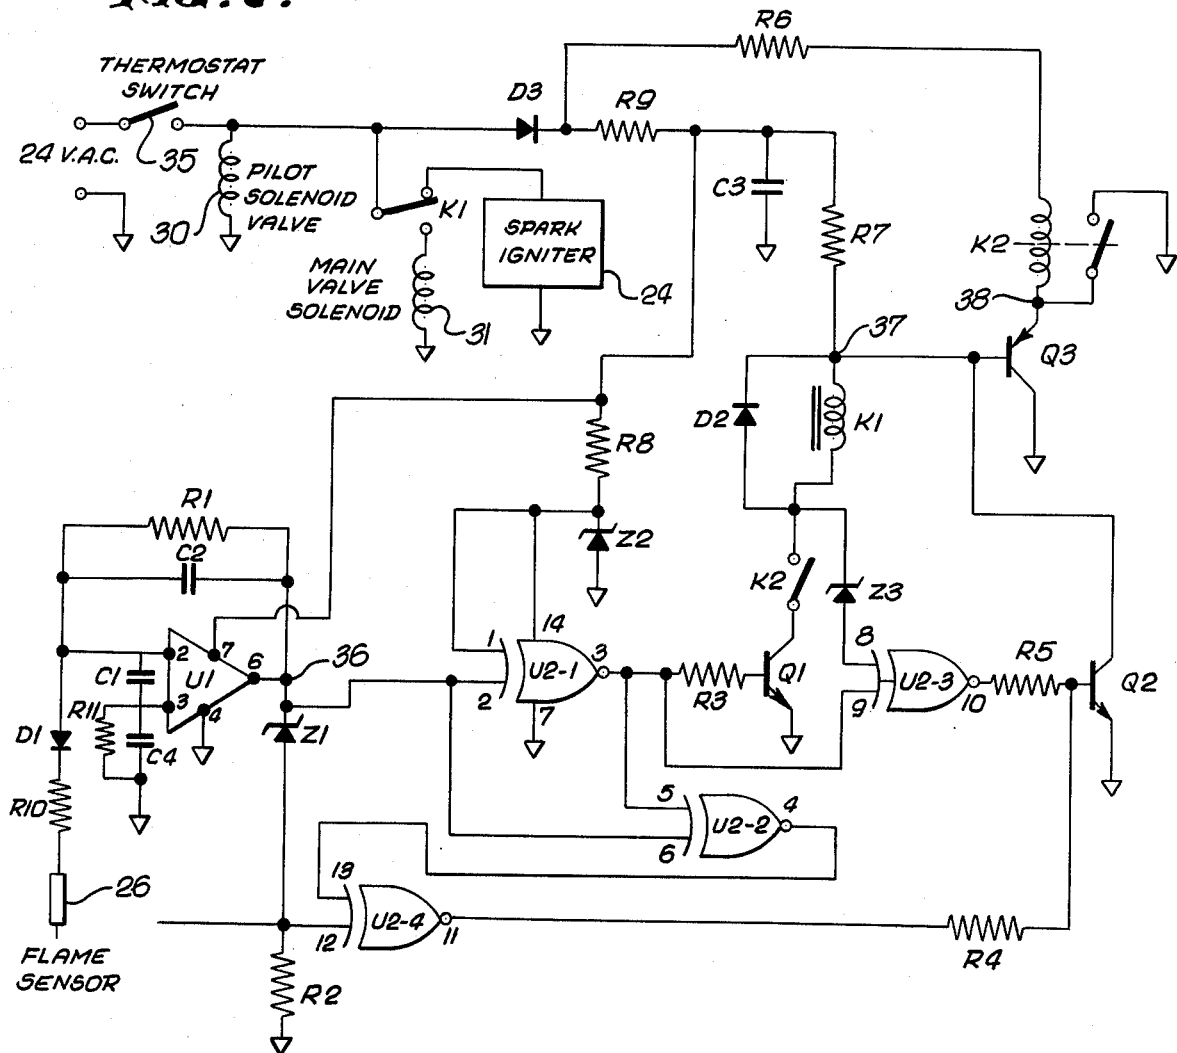 R6
THERMOSTAT
SWITCH
D3
R9
24 V.A.C.
35
PILOT
SOLENOID
VALVE
30
K1
SPARK
IGNITER
24
C3
R7
K2
MAIN
VALVE
SOLENOID
31
38
37
Q3
D2
K1
R8
R1
C2
Z2
K2
Z3
14
1
2
U2-1
3
7
7
2
U1
6
36
C1
3
4
R11
D1
C4
Z1
R3
Q1
8
9
U2-3
10
R5
Q2
R10
5
6
U2-2
4
26
13
12
U2-4
11
R4
FLAME
SENSOR
R2